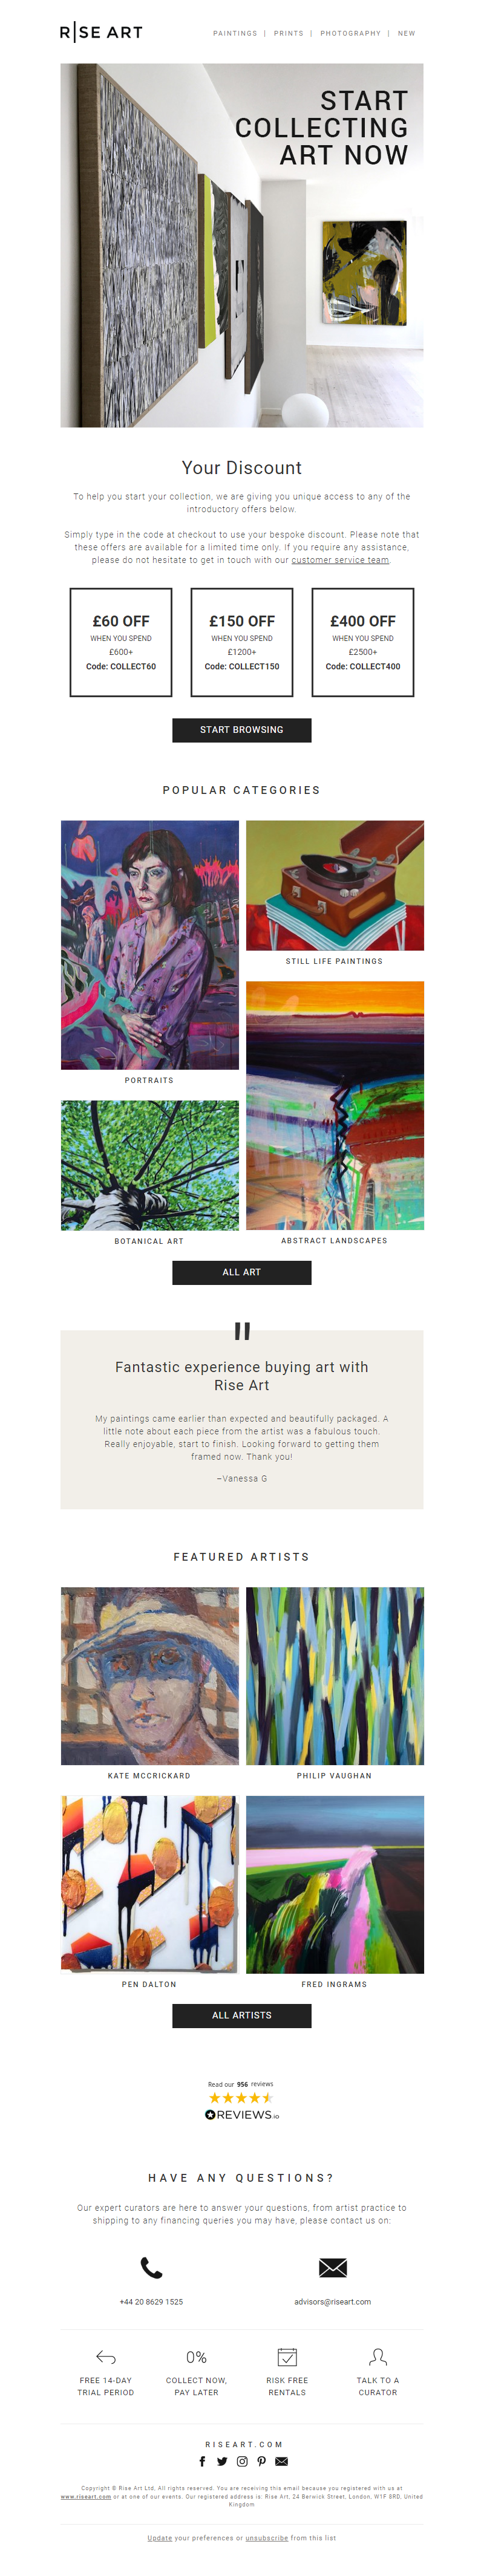 RISE ART
PAINTINGS | PRINTS | PHOTOGRAPHY | NEW
START
COLLECTING
ART NOW
Your Discount
To help you start your collection, we are giving you unique access to any of the
introductory offers below.
Simply type in the code at checkout to use your bespoke discount. Please note that
these offers are available for a limited time only. If you require any assistance,
please do not hesitate to get in touch with our customer service team.
£60 OFF
WHEN YOU SPEND
£600+
Code: COLLECT60
£150 OFF
WHEN YOU SPEND
£1200+
Code: COLLECT150
£400 OFF
WHEN YOU SPEND
£2500+
Code: COLLECT400
START BROWSING
POPULAR CATEGORIES
STILL LIFE PAINTINGS
PORTRAITS
BOTANICAL ART
ABSTRACT LANDSCAPES
ALL ART
"
Fantastic experience buying art with
Rise Art
My paintings came earlier than expected and beautifully packaged. A
little note about each piece from the artist was a fabulous touch.
Really enjoyable, start to finish. Looking forward to getting them
framed now. Thank you!
–Vanessa G
FEATURED ARTISTS
KATE MCCRICKARD
PHILIP VAUGHAN
PEN DALTON
FRED INGRAMS
ALL ARTISTS
Read our 956 reviews
REVIEWS.io
HAVE ANY QUESTIONS?
Our expert curators are here to answer your questions, from artist practice to
shipping to any financing queries you may have, please contact us on:
+44 20 8629 1525
advisors@riseart.com
0%
FREE 14-DAY
TRIAL PERIOD
COLLECT NOW,
PAY LATER
RISK FREE
RENTALS
TALK TO A
CURATOR
RISEART.COM
Copyright © Rise Art Ltd, All rights reserved. You are receiving this email because you registered with us at
www.riseart.com or at one of our events. Our registered address is: Rise Art, 24 Berwick Street, London, W1F 8RD, United
Kingdom
Update your preferences or unsubscribe from this list